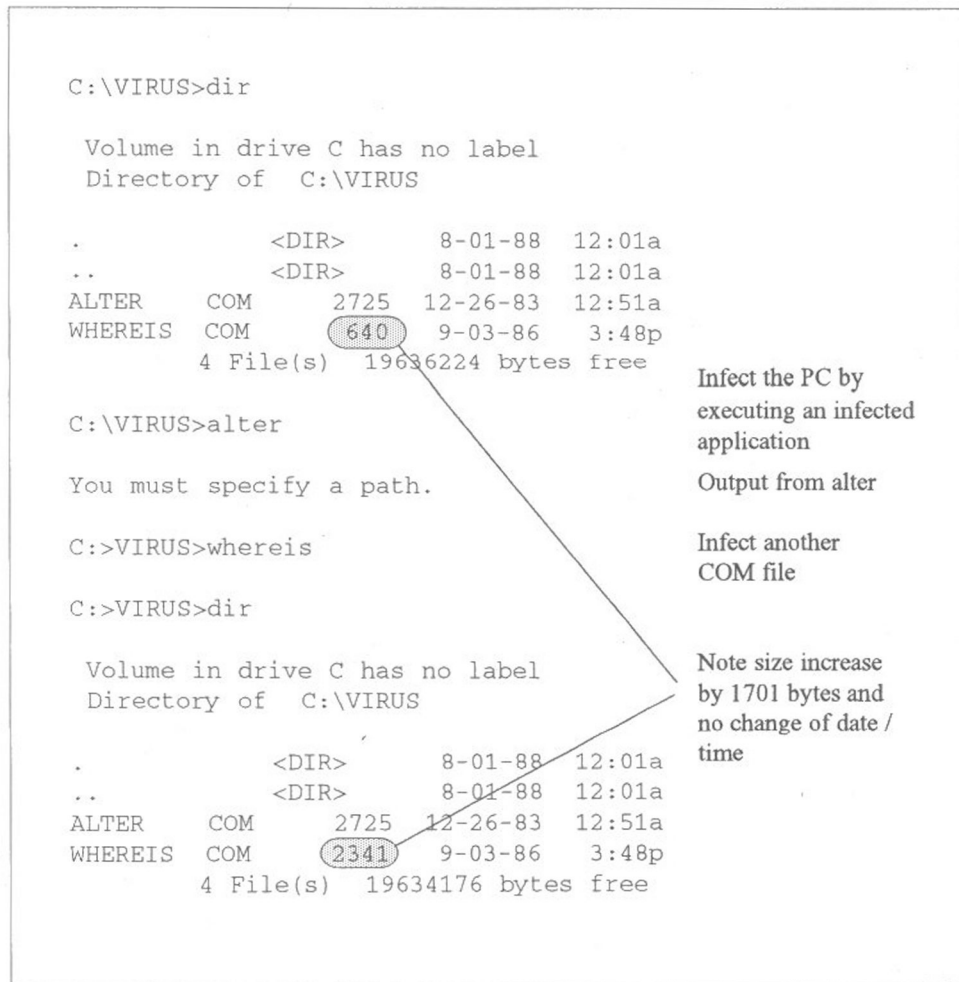 C:\VIRUS>dir
Volume in drive C has no label
Directory of C:\VIRUS
. <DIR> 8-01-88 12:01a
.. <DIR> 8-01-88 12:01a
ALTER COM 2725 12-26-83 12:51a
WHEREIS COM 640 9-03-86 3:48p
4 File(s) 19636224 bytes free
Infect the PC by
executing an infected
application
C:\VIRUS>alter
You must specify a path.
Output from alter
C:>VIRUS>whereis
Infect another
COM file
C:>VIRUS>dir
Volume in drive C has no label
Directory of C:\VIRUS
Note size increase
by 1701 bytes and
no change of date /
time
. <DIR> 8-01-88 12:01a
.. <DIR> 8-01-88 12:01a
ALTER COM 2725 12-26-83 12:51a
WHEREIS COM 2341 9-03-86 3:48p
4 File(s) 19634176 bytes free